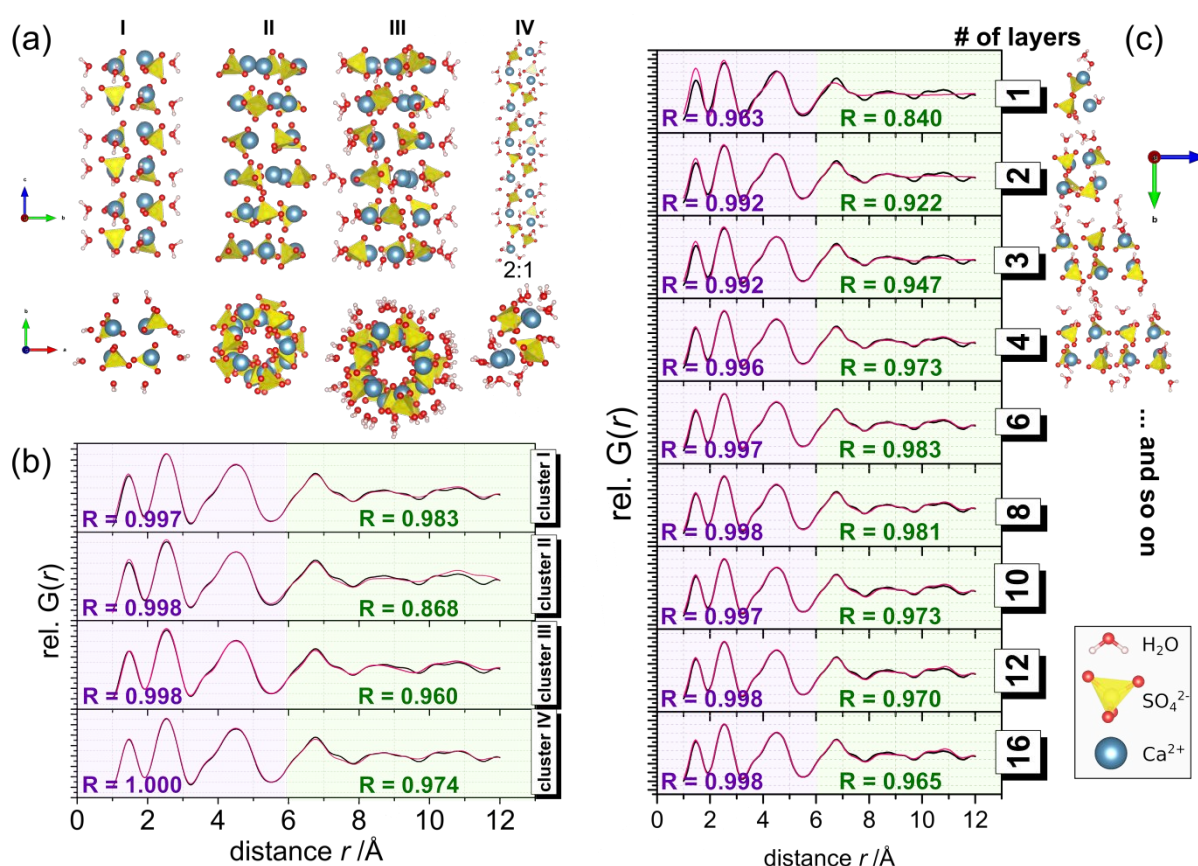 (a)
I II III IV
c
b
2:1
b
a
(b)
rel. G(r)
R = 0.997 R = 0.983 cluster I
R = 0.998 R = 0.868 cluster II
R = 0.998 R = 0.960 cluster III
R = 1.000 R = 0.974 cluster IV
0 2 4 6 8 10 12
distance r /Å
# of layers (c)
rel. G(r)
R = 0.963 R = 0.840 1
R = 0.992 R = 0.922 2
R = 0.992 R = 0.947 3
R = 0.996 R = 0.973 4
R = 0.997 R = 0.983 6
R = 0.998 R = 0.981 8
R = 0.997 R = 0.973 10
R = 0.998 R = 0.970 12
R = 0.998 R = 0.965 16
0 2 4 6 8 10 12
distance r /Å
b
... and so on
H₂O
SO₄²⁻
Ca²⁺